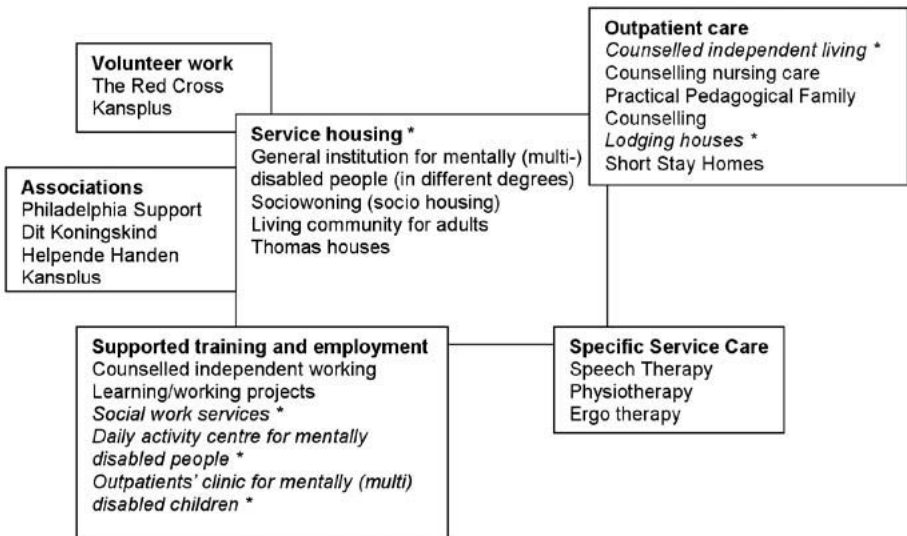 Volunteer work
The Red Cross
Kansplus
Outpatient care
Counselled independent living *
Counselling nursing care
Practical Pedagogical Family
Counselling
Lodging houses *
Short Stay Homes
Service housing *
General institution for mentally (multi-)
disabled people (in different degrees)
Sociowoning (socio housing)
Living community for adults
Thomas houses
Associations
Philadelphia Support
Dit Koningskind
Helpende Handen
Kansplus
Supported training and employment
Counselled independent working
Learning/working projects
Social work services *
Daily activity centre for mentally
disabled people *
Outpatients' clinic for mentally (multi)
disabled children *
Specific Service Care
Speech Therapy
Physiotherapy
Ergo therapy